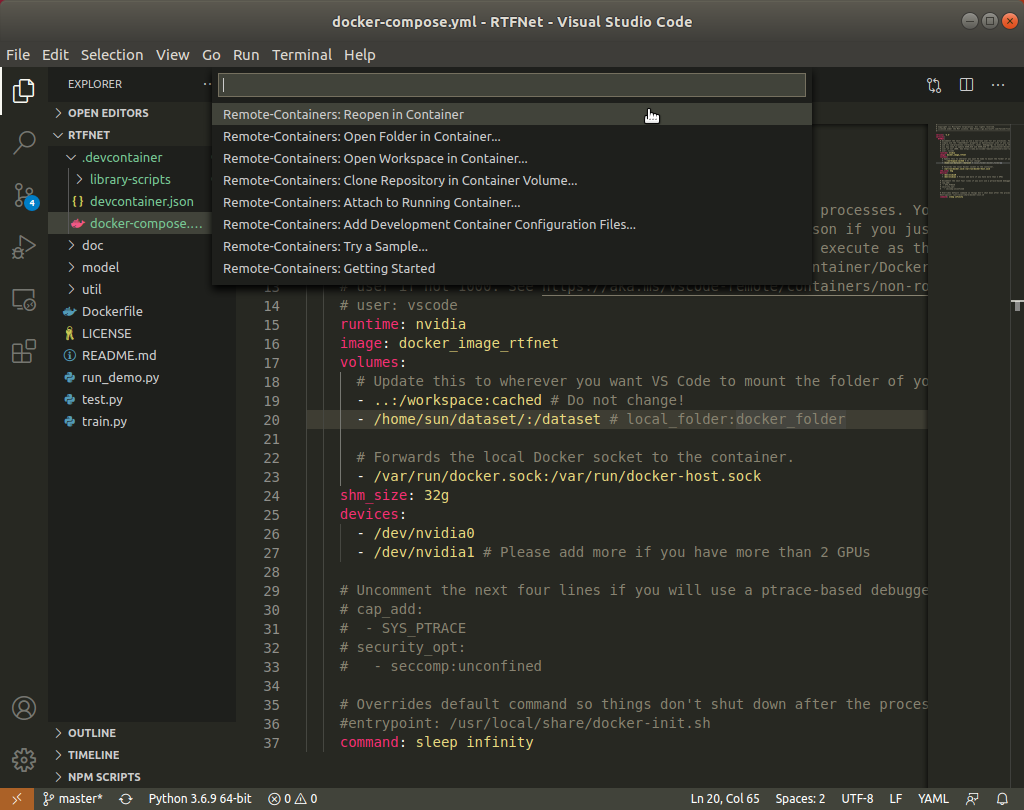 docker-compose.yml - RTFNet - Visual Studio Code
File Edit Selection View Go Run Terminal Help
EXPLORER
OPEN EDITORS
RTFNET
.devcontainer
library-scripts
{} devcontainer.json
docker-compose....
doc
model
util
Dockerfile
LICENSE
README.md
run_demo.py
test.py
train.py
OUTLINE
TIMELINE
NPM SCRIPTS
4
Remote-Containers: Reopen in Container
Remote-Containers: Open Folder in Container...
Remote-Containers: Open Workspace in Container...
Remote-Containers: Clone Repository in Container Volume...
Remote-Containers: Attach to Running Container...
Remote-Containers: Add Development Container Configuration Files...
Remote-Containers: Try a Sample...
Remote-Containers: Getting Started
processes. Yo
son if you jus
execute as th
ntainer/Docker
13 # user if not 1000. See https://aka.ms/vscode-remote/containers/non-ro
14 # user: vscode
15 runtime: nvidia
16 image: docker_image_rtfnet
17 volumes:
18 # Update this to wherever you want VS Code to mount the folder of yo
19 - ..:/workspace:cached # Do not change!
20 - /home/sun/dataset/:/dataset # local_folder:docker_folder
21
22 # Forwards the local Docker socket to the container.
23 - /var/run/docker.sock:/var/run/docker-host.sock
24 shm_size: 32g
25 devices:
26 - /dev/nvidia0
27 - /dev/nvidia1 # Please add more if you have more than 2 GPUs
28
29 # Uncomment the next four lines if you will use a ptrace-based debugge
30 # cap_add:
31 #  - SYS_PTRACE
32 # security_opt:
33 #   - seccomp:unconfined
34
35 # Overrides default command so things don't shut down after the proces
36 #entrypoint: /usr/local/share/docker-init.sh
37 command: sleep infinity
master* Python 3.6.9 64-bit 0 0 Ln 20, Col 65 Spaces: 2 UTF-8 LF YAML